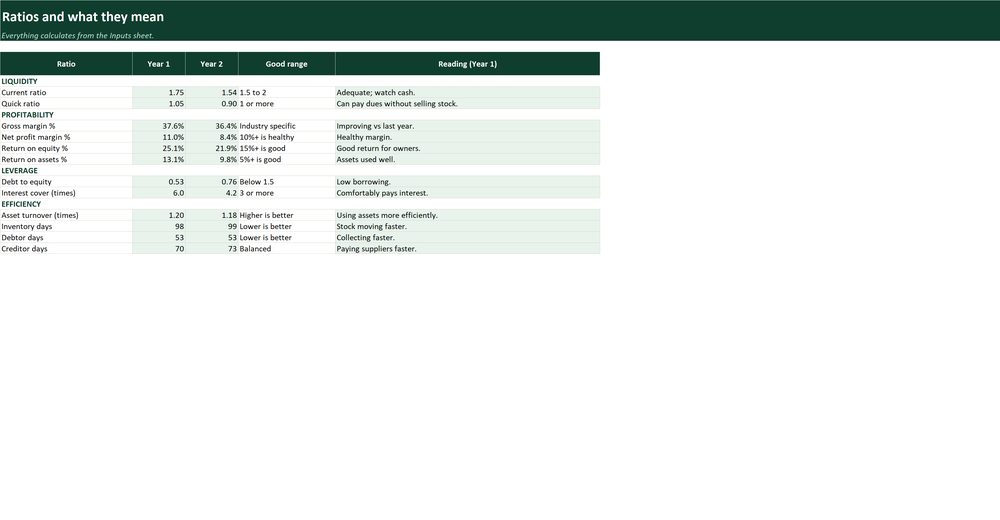 Ratios and what they mean
Everything calculates from the Inputs sheet.
Ratio Year 1 Year 2 Good range Reading (Year 1)
LIQUIDITY
Current ratio 1.75 1.54 1.5 to 2 Adequate; watch cash.
Quick ratio 1.05 0.90 1 or more Can pay dues without selling stock.
PROFITABILITY
Gross margin % 37.6% 36.4% Industry specific Improving vs last year.
Net profit margin % 11.0% 8.4% 10%+ is healthy Healthy margin.
Return on equity % 25.1% 21.9% 15%+ is good Good return for owners.
Return on assets % 13.1% 9.8% 5%+ is good Assets used well.
LEVERAGE
Debt to equity 0.53 0.76 Below 1.5 Low borrowing.
Interest cover (times) 6.0 4.2 3 or more Comfortably pays interest.
EFFICIENCY
Asset turnover (times) 1.20 1.18 Higher is better Using assets more efficiently.
Inventory days 98 99 Lower is better Stock moving faster.
Debtor days 53 53 Lower is better Collecting faster.
Creditor days 70 73 Balanced Paying suppliers faster.